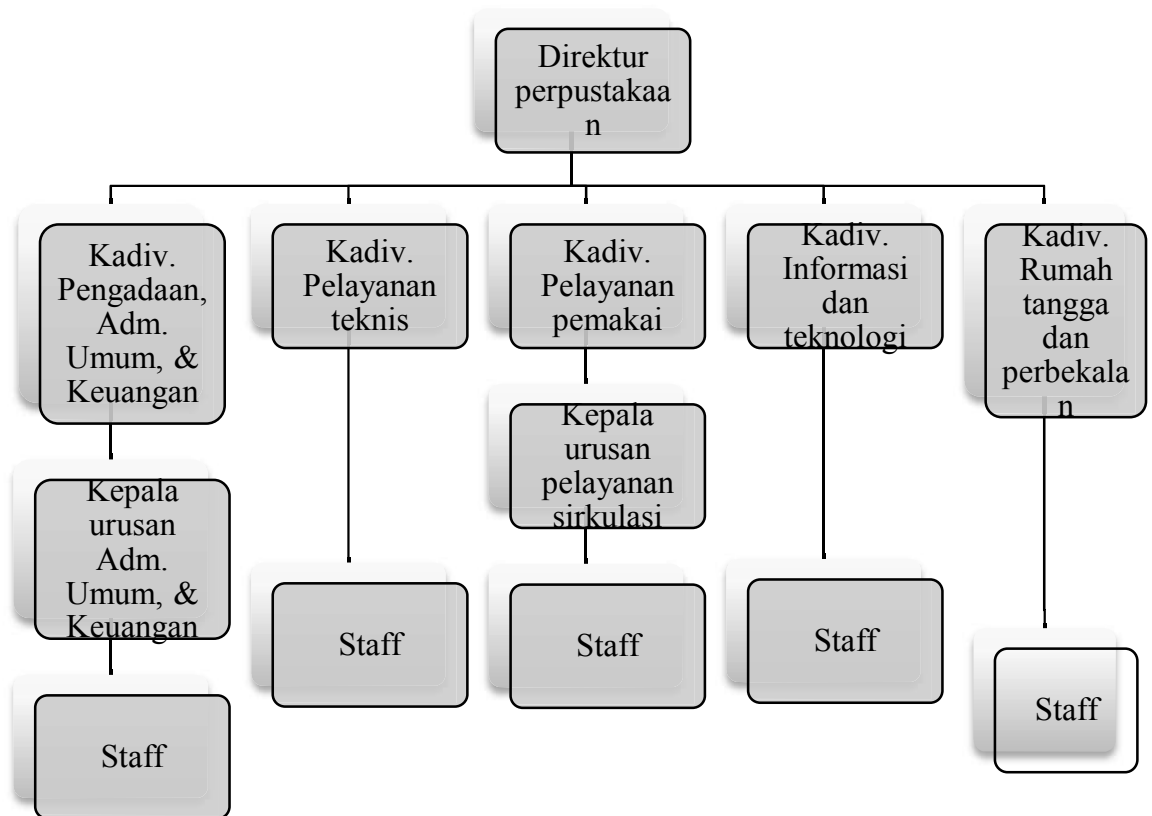 Direktur
perpustakaa
n
Kadiv.
Pengadaan,
Adm.
Umum, &
Keuangan
Kadiv.
Pelayanan
teknis
Kadiv.
Pelayanan
pemakai
Kadiv.
Informasi
dan
teknologi
Kadiv.
Rumah
tangga
dan
perbekala
n
Kepala
urusan
Adm.
Umum, &
Keuangan
Kepala
urusan
pelayanan
sirkulasi
Staff
Staff
Staff
Staff
Staff